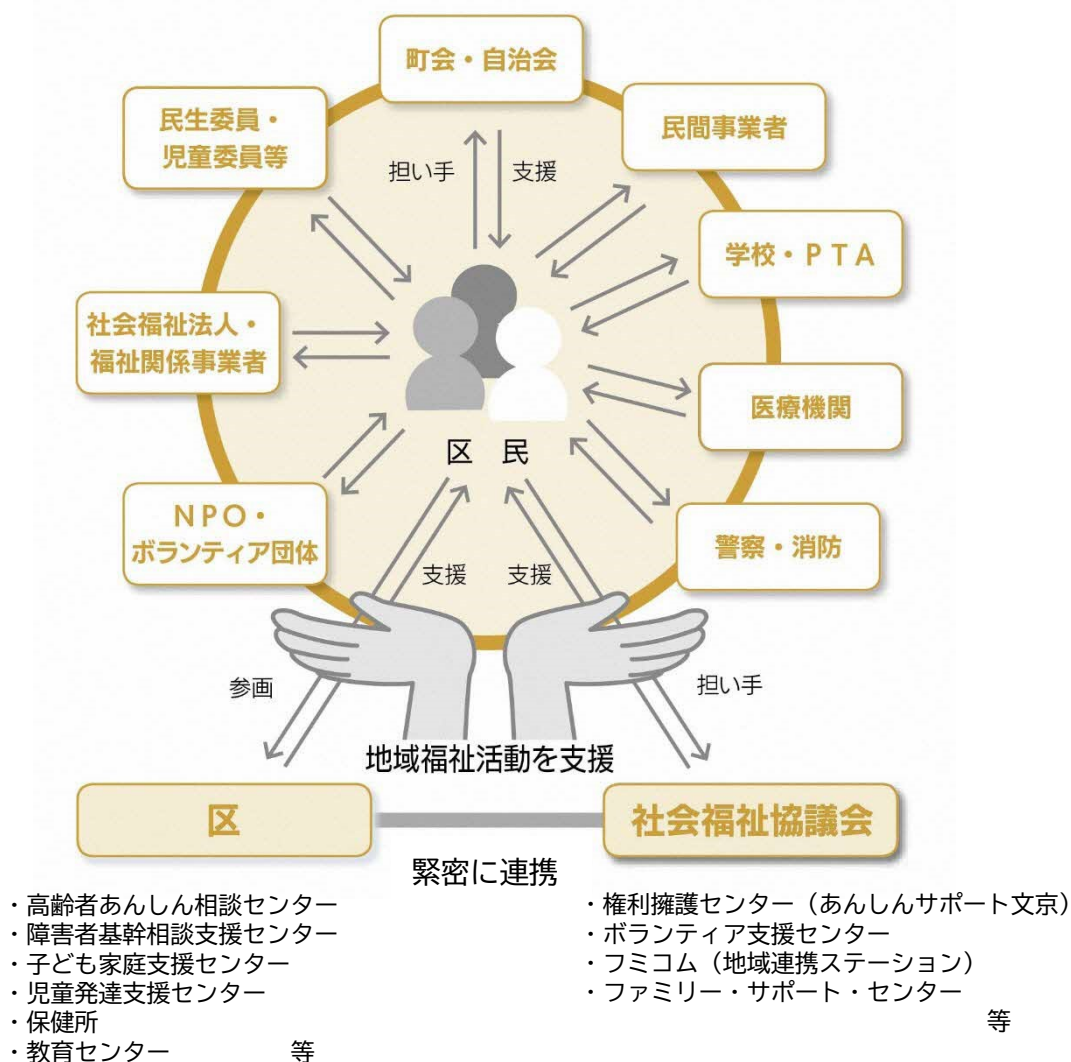 町会・自治会
民生委員・
児童委員等
民間事業者
担い手
支援
学校・ＰＴＡ
社会福祉法人・
福祉関係事業者
医療機関
区　民
ＮＰＯ・
ボランティア団体
警察・消防
支援
支援
参画
担い手
地域福祉活動を支援
区
社会福祉協議会
緊密に連携
・高齢者あんしん相談センター
・障害者基幹相談支援センター
・子ども家庭支援センター
・児童発達支援センター
・保健所
・教育センター　　　　　等
・権利擁護センター（あんしんサポート文京）
・ボランティア支援センター
・フミコム（地域連携ステーション）
・ファミリー・サポート・センター
等